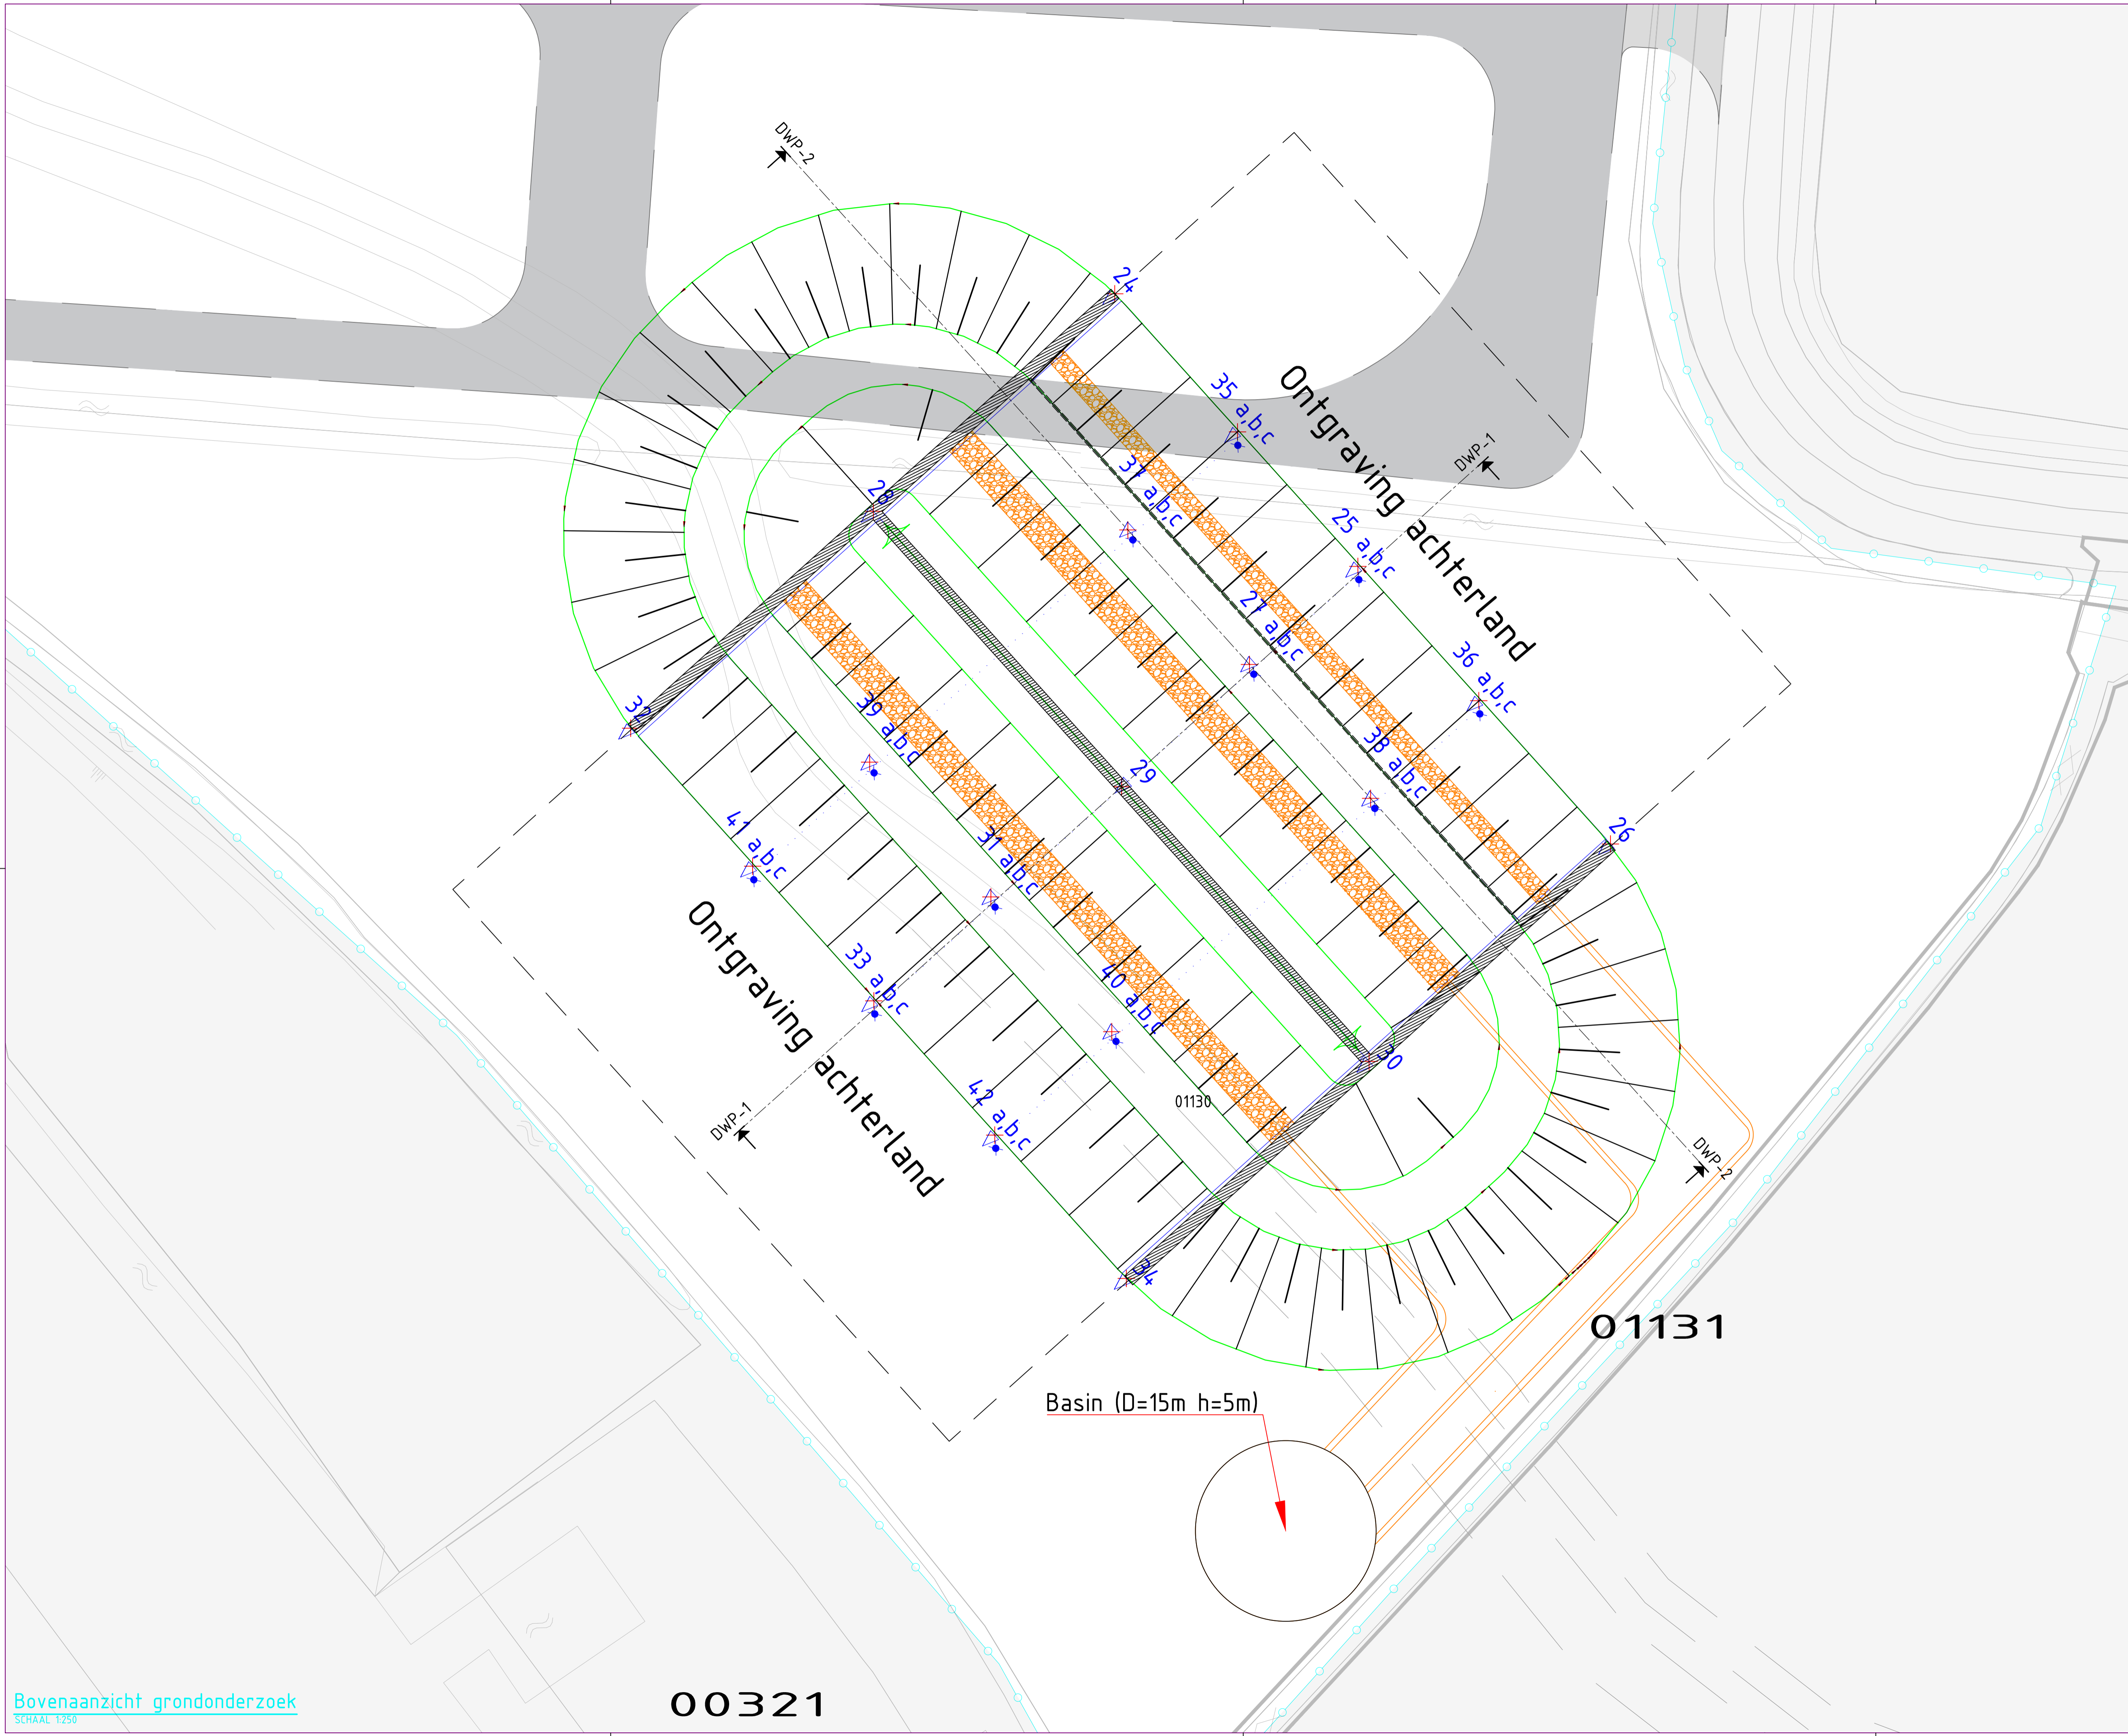 DWP-2
24
35 a,b,c
Ontgraving achterland
DWP-1
37 a,b,c
28
25 a,b,c
27 a,b,c
36 a,b,c
32
39 a,b,c
38 a,b,c
29
26
41 a,b,c
31 a,b,c
Ontgraving achterland
33 a,b,c
40 a,b,c
30
01130
42 a,b,c
DWP-1
DWP-2
34
01131
Basin (D=15m h=5m)
Bovenaanzicht grondonderzoek
SCHAAL 1:250
00321